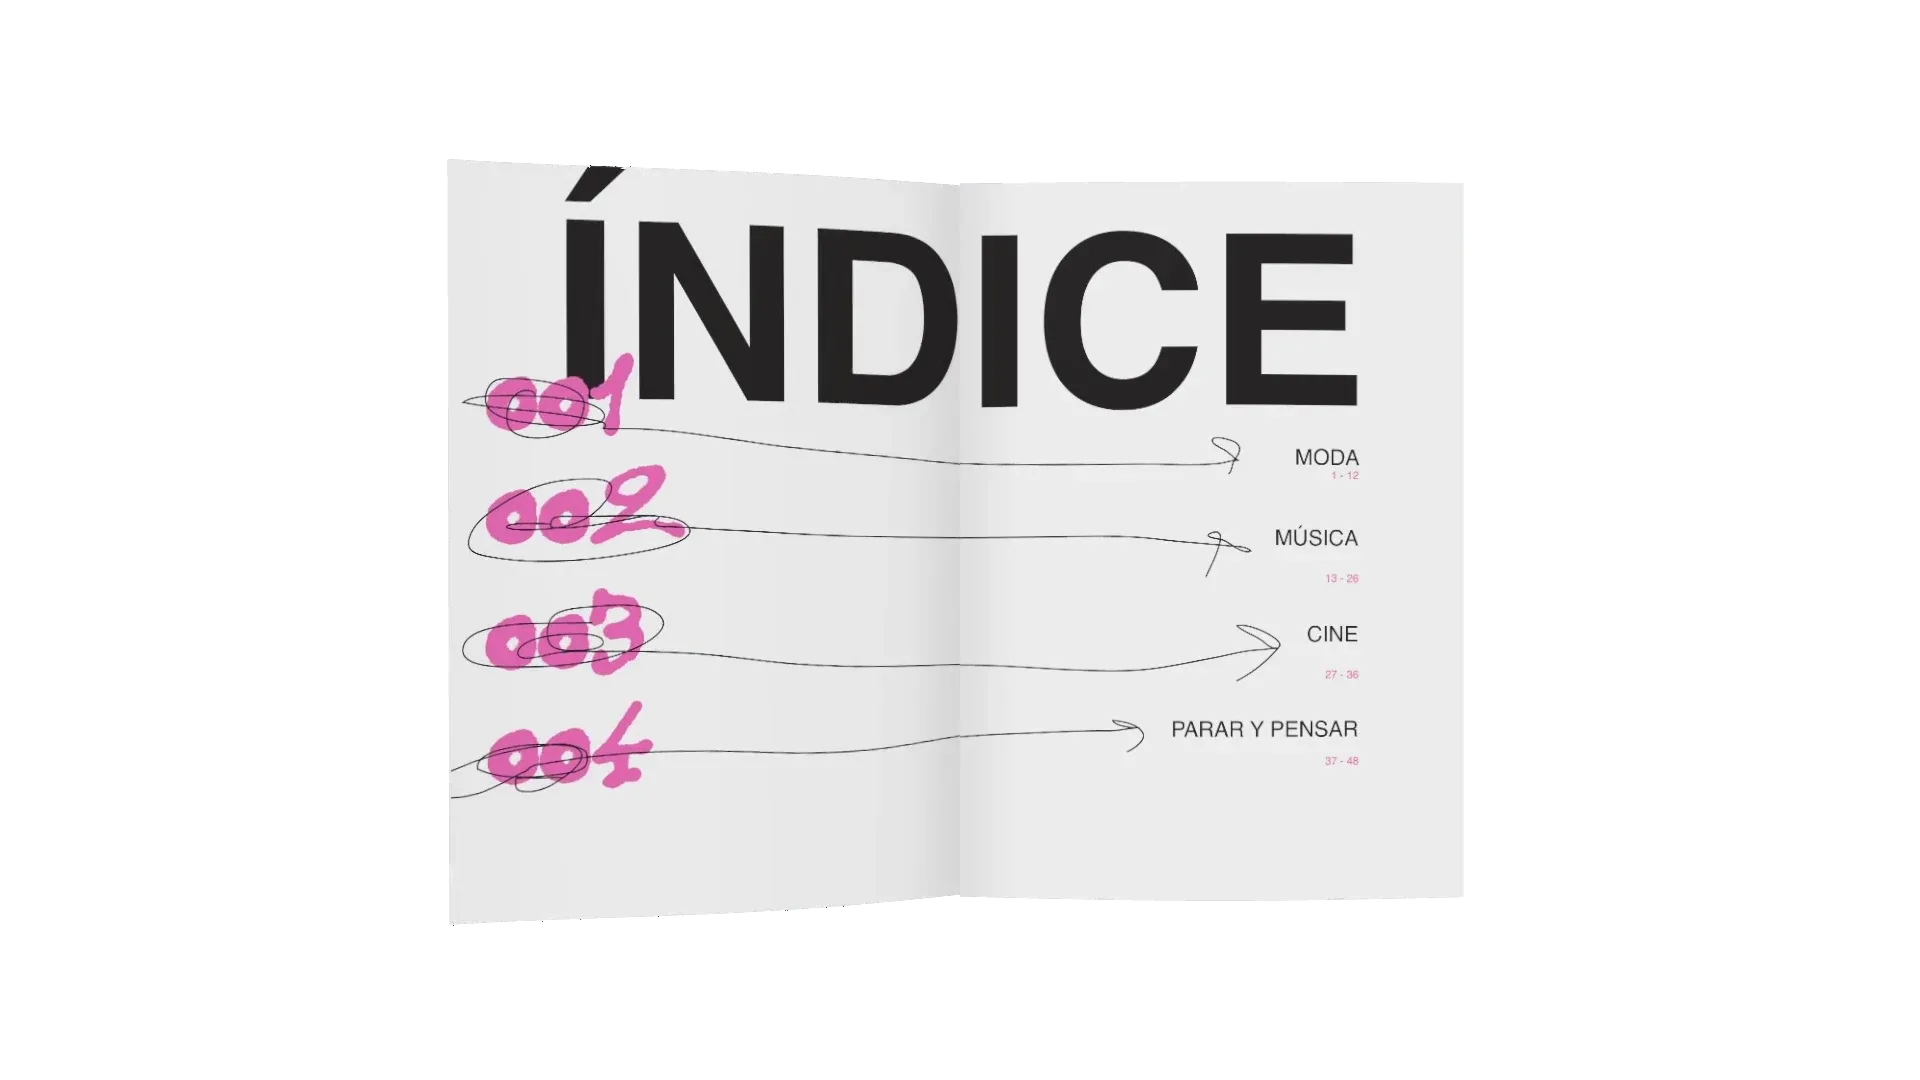 ÍNDICE
001
MODA
1 - 12
002
MÚSICA
13 - 26
003
CINE
27 - 36
004
PARAR Y PENSAR
37 - 48